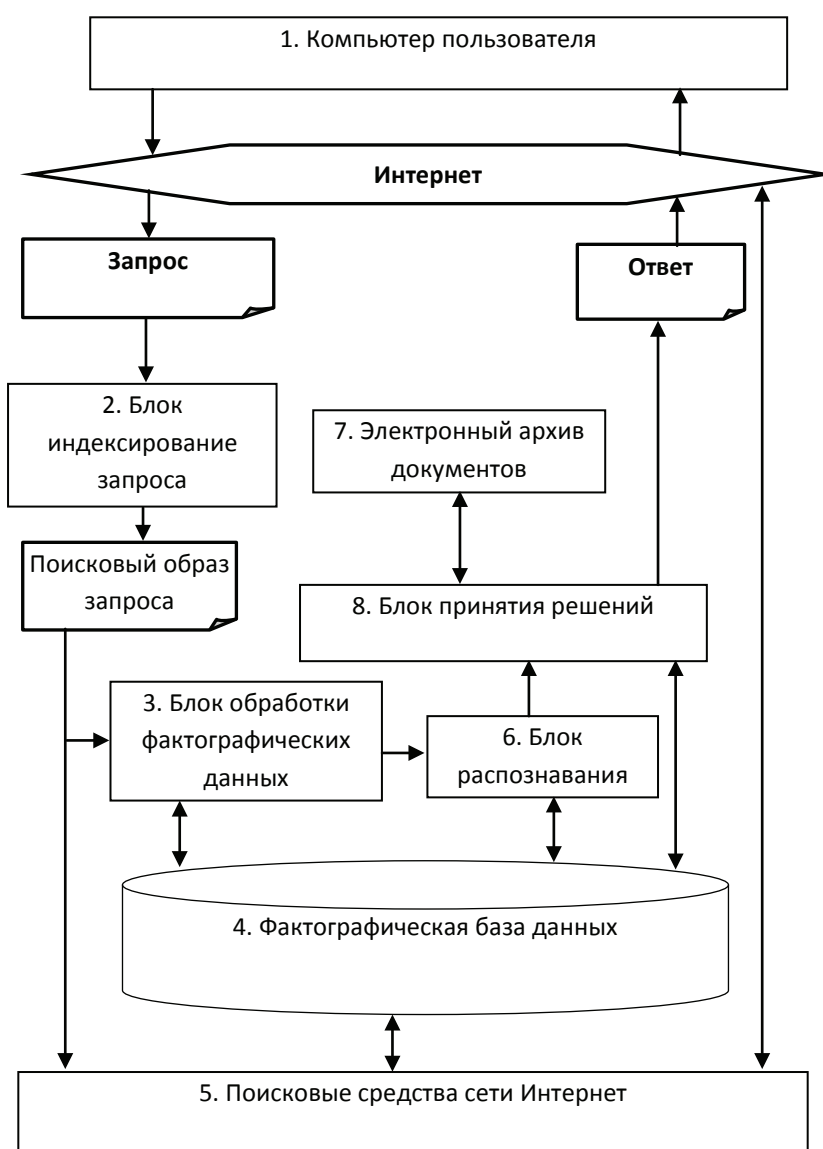 1. Компьютер пользователя
Интернет
Запрос
Ответ
2. Блок
индексирование
запроса
7. Электронный архив
документов
Поисковый образ
запроса
8. Блок принятия решений
3. Блок обработки
фактографических
данных
6. Блок
распознавания
4. Фактографическая база данных
5. Поисковые средства сети Интернет